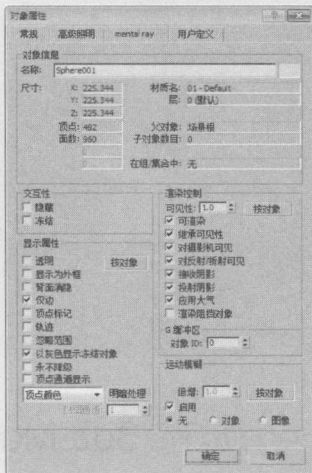 对象属性
常规 高级照明 mental ray 用户定义
对象信息
名称: Sphere001
尺寸: X: 225.344 材质名: 01 - Default
Y: 225.344 层: 0 (默认)
Z: 225.344
顶点: 482 父对象: 场景根
面数: 960 子对象数目: 0
在组/集合中: 无
交互性
隐藏
冻结
显示属性
透明 按对象
显示为外框
背面消隐
仅边
顶点标记
轨迹
忽略范围
以灰色显示冻结对象
永不降级
顶点通道显示
顶点颜色 明暗处理
1
渲染控制
可见性: 1.0 按对象
可渲染
继承可见性
对摄影机可见
对反射/折射可见
接收阴影
投射阴影
应用大气
渲染阻挡对象
G 缓冲区
对象 ID: 0
运动模糊
倍增: 1.0 按对象
启用
无 对象 图像
确定 取消